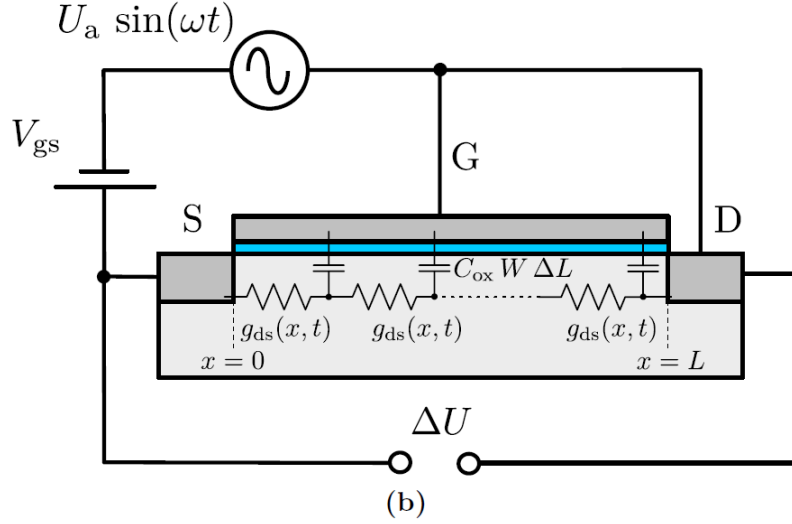 U_a sin(ωt)
V_gs
G
S
D
C_ox W ΔL
g_ds(x, t)
g_ds(x, t)
g_ds(x, t)
x = 0
x = L
ΔU
(b)